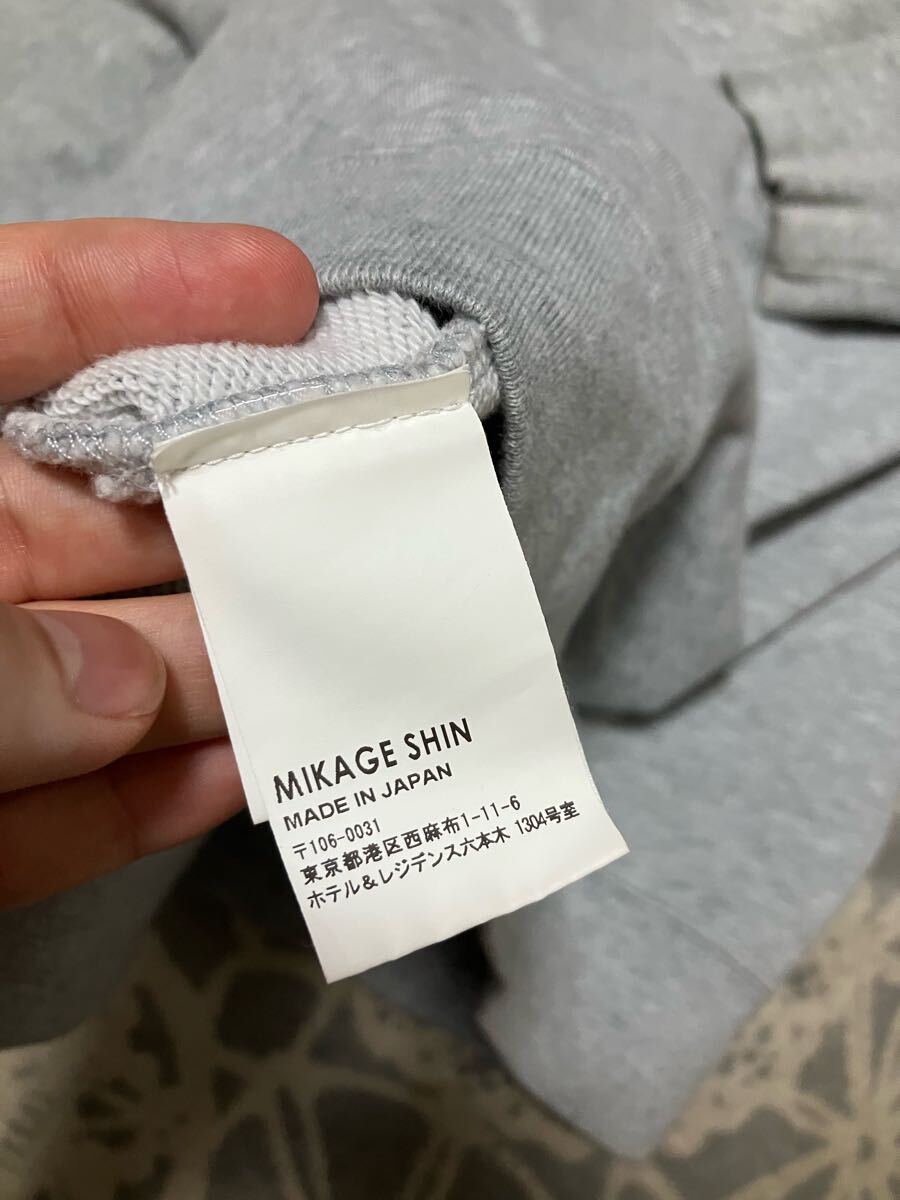 MIKAGE SHIN
MADE IN JAPAN
〒106-0031
東京都港区西麻布1-11-6
ホテル&レジデンス六本木 1304号室